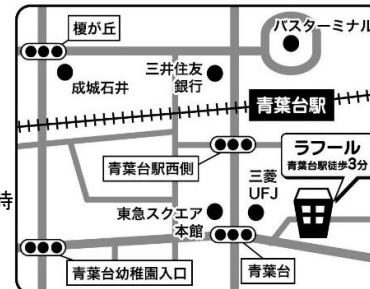 榎が丘
バスターミナル
成城石井
三井住友
銀行
青葉台駅
ラフール
青葉台駅徒歩3分
青葉台駅西側
三菱
UFJ
時
東急スクエア
本館
青葉台幼稚園入口
青葉台